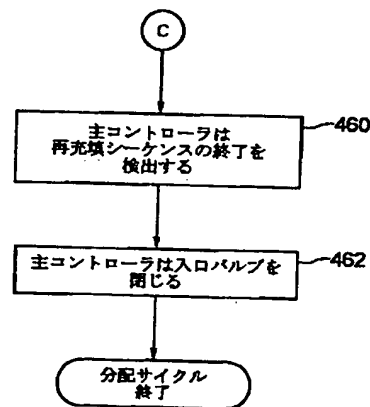 C
主コントローラは
再充填シーケンスの終了を
検出する
460
主コントローラは入口バルブを
閉じる
462
分配サイクル
終了